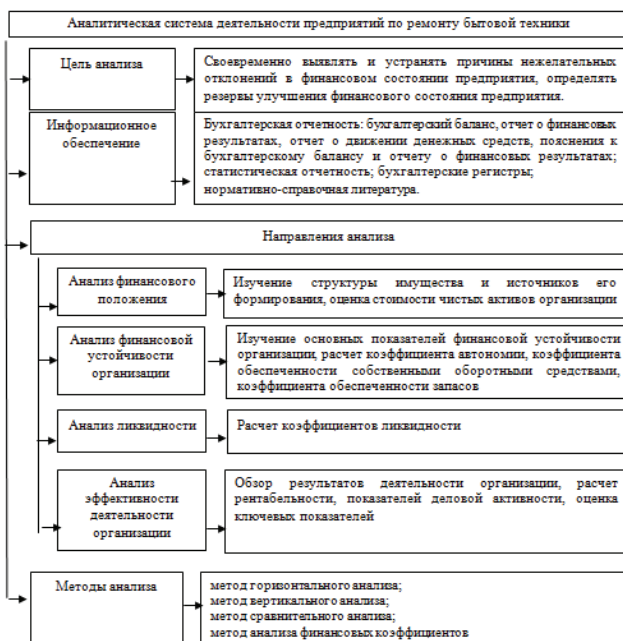 Аналитическая система деятельности предприятий по ремонту бытовой техники
Цель анализа
Своевременно выявлять и устранять причины нежелательных
отклонений в финансовом состоянии предприятия, определять
резервы улучшения финансового состояния предприятия.
Информационное
обеспечение
Бухгалтерская отчетность: бухгалтерский баланс, отчет о финансовых
результатах, отчет о движении денежных средств, пояснения к
бухгалтерскому балансу и отчету о финансовых результатах;
статистическая отчетность; бухгалтерские регистры;
нормативно-справочная литература.
Направления анализа
Анализ финансового
положения
Изучение структуры имущества и источников его
формирования, оценка стоимости чистых активов организации
Анализ финансовой
устойчивости
организации
Изучение основных показателей финансовой устойчивости
организации, расчет коэффициента автономии, коэффициента
обеспеченности собственными оборотными средствами,
коэффициента обеспеченности запасов
Анализ ликвидности
Расчет коэффициентов ликвидности
Анализ
эффективности
деятельности
организации
Обзор результатов деятельности организации, расчет
рентабельности, показателей деловой активности, оценка
ключевых показателей
Методы анализа
метод горизонтального анализа;
метод вертикального анализа;
метод сравнительного анализа;
метод анализа финансовых коэффициентов